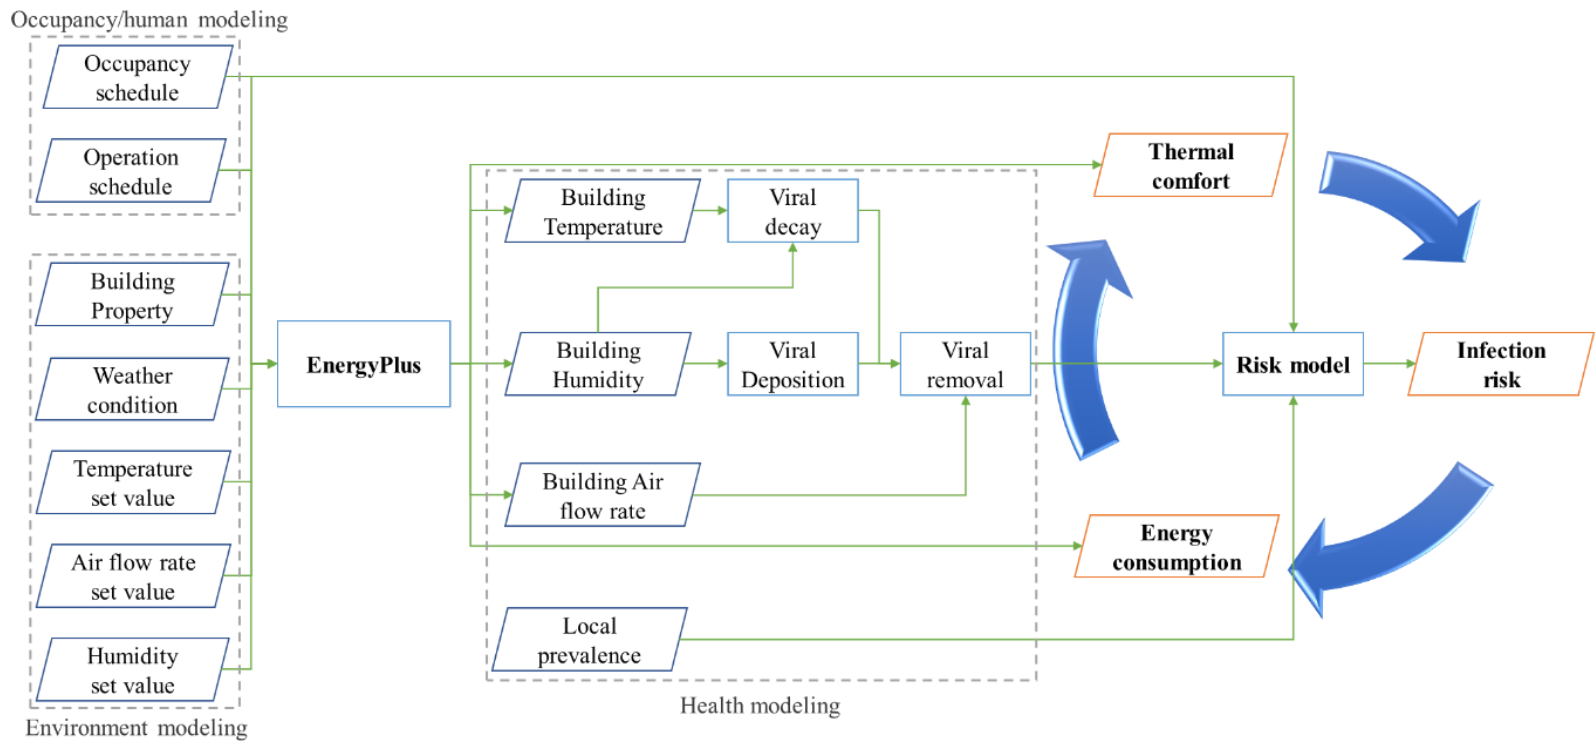 Occupancy/human modeling
Occupancy
schedule
Operation
schedule
Building
Property
Weather
condition
Temperature
set value
Air flow rate
set value
Humidity
set value
Environment modeling
EnergyPlus
Building
Temperature
Viral
decay
Building
Humidity
Viral
Deposition
Viral
removal
Building Air
flow rate
Local
prevalence
Health modeling
Thermal
comfort
Energy
consumption
Risk model
Infection
risk